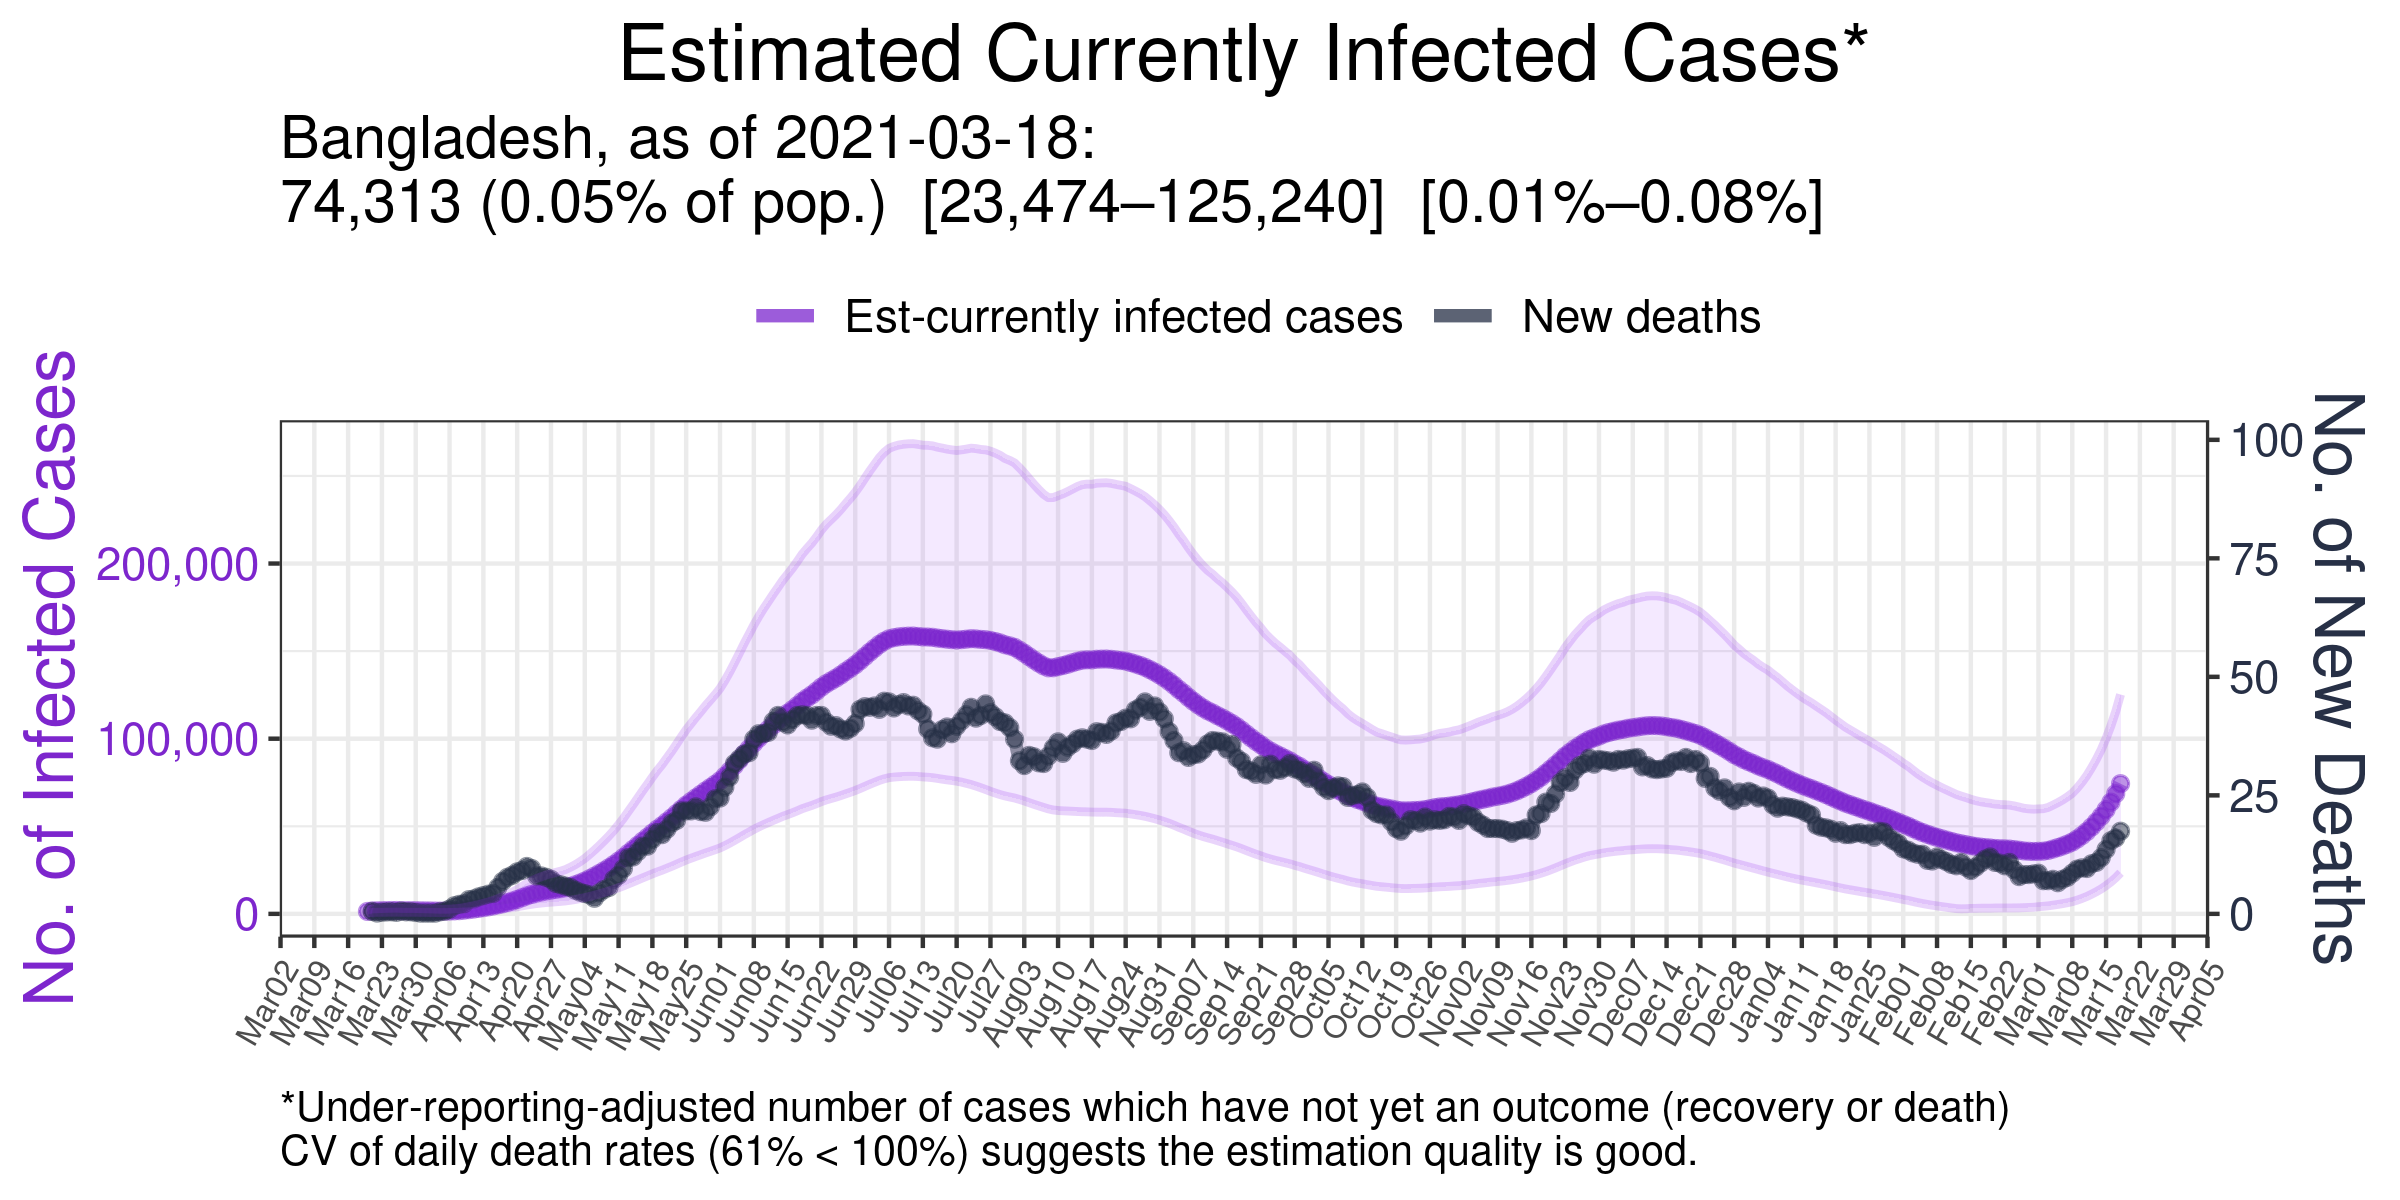 Estimated Currently Infected Cases*
Bangladesh, as of 2021-03-18:
74,313 (0.05% of pop.)  [23,474–125,240]  [0.01%–0.08%]
Est-currently infected cases
New deaths
No. of Infected Cases
200,000
100,000
0
100
75
50
25
0
No. of New Deaths
Mar02
Mar09
Mar16
Mar23
Mar30
Apr06
Apr13
Apr20
Apr27
May04
May11
May18
May25
Jun01
Jun08
Jun15
Jun22
Jun29
Jul06
Jul13
Jul20
Jul27
Aug03
Aug10
Aug17
Aug24
Aug31
Sep07
Sep14
Sep21
Sep28
Oct05
Oct12
Oct19
Oct26
Nov02
Nov09
Nov16
Nov23
Nov30
Dec07
Dec14
Dec21
Dec28
Jan04
Jan11
Jan18
Jan25
Feb01
Feb08
Feb15
Feb22
Mar01
Mar08
Mar15
Mar22
Mar29
Apr05
*Under-reporting-adjusted number of cases which have not yet an outcome (recovery or death)
CV of daily death rates (61% < 100%) suggests the estimation quality is good.